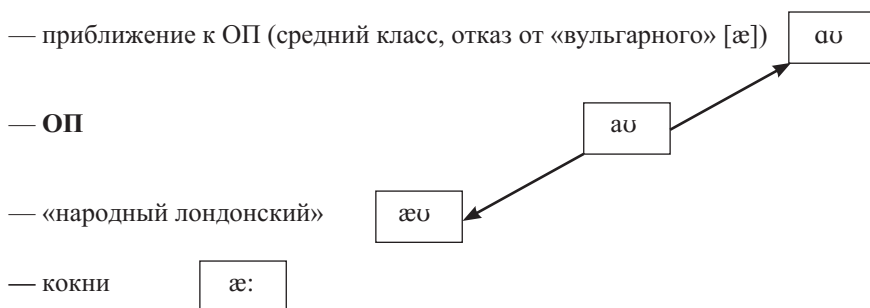 — приближение к ОП (средний класс, отказ от «вульгарного» [æ]) ɑʊ
— ОП aʊ
— «народный лондонский» æʊ
— кокни æ: